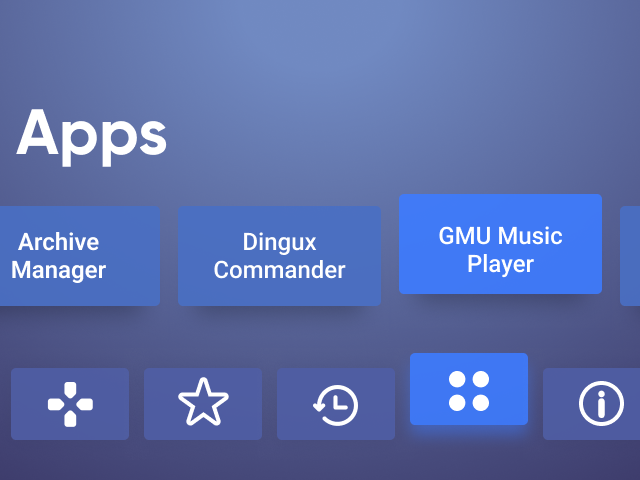 Apps
Archive
Manager
Dingux
Commander
GMU Music
Player